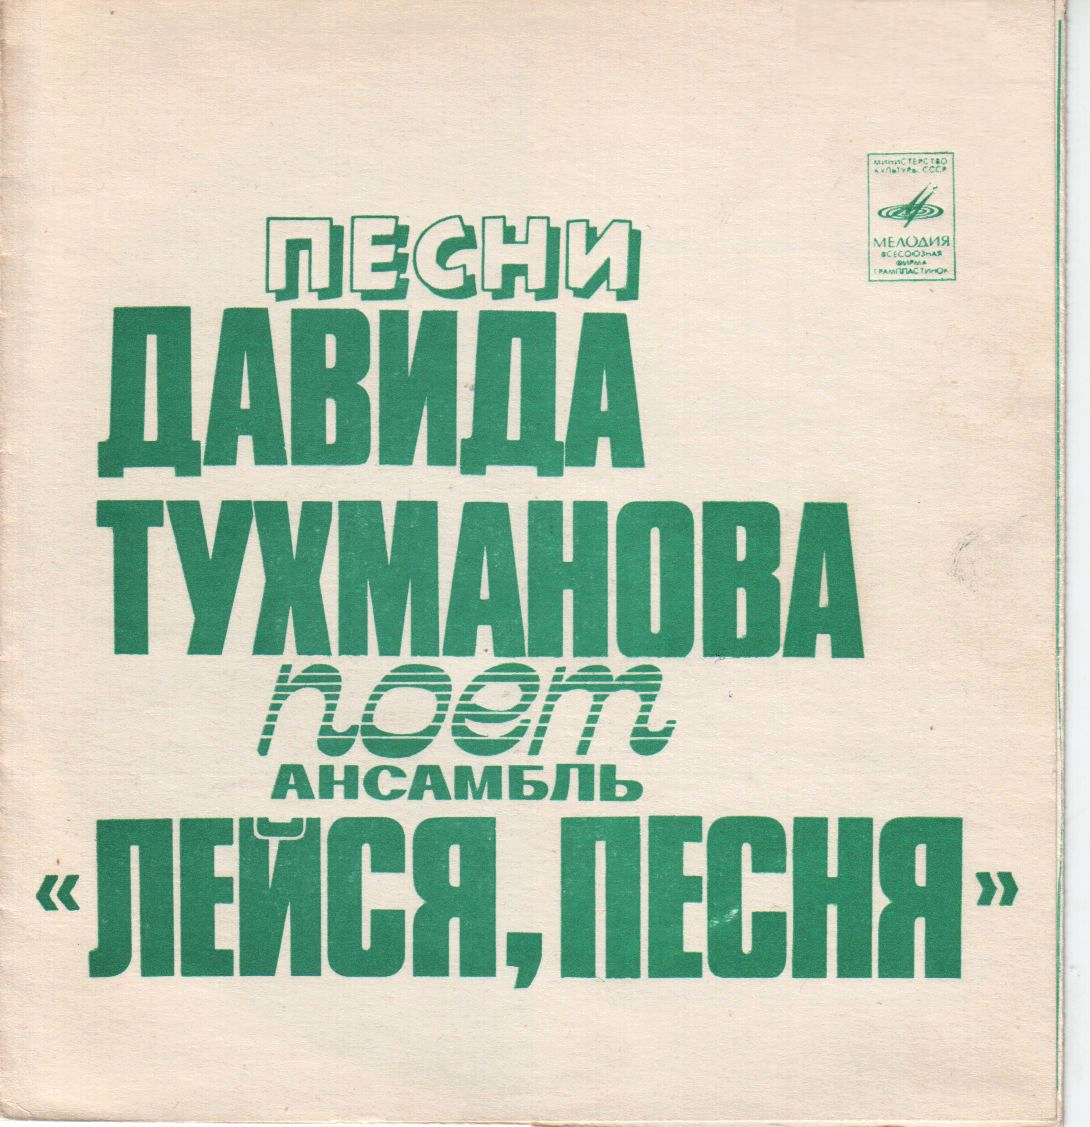 МИНИСТЕРСТВО
КУЛЬТУРЫ СССР
МЕЛОДИЯ
ВСЕСОЮЗНАЯ
ФИРМА
ГРАМПЛАСТИНОК
ПЕСНИ
ДАВИДА
ТУХМАНОВА
поет
АНСАМБЛЬ
«ЛЕЙСЯ, ПЕСНЯ»